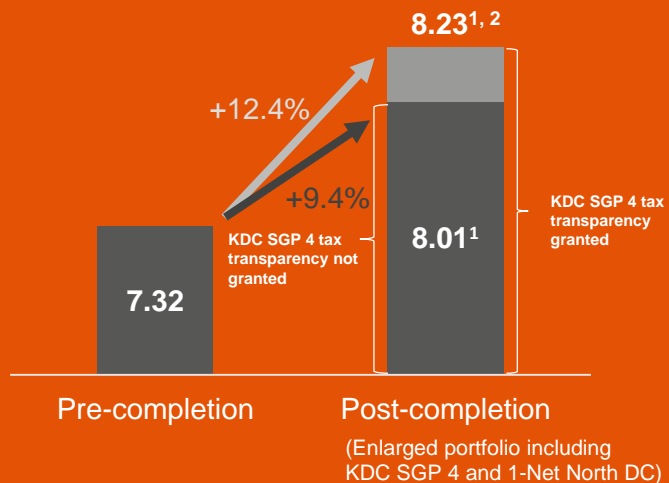 8.23¹, ²
+12.4%
+9.4%
KDC SGP 4 tax
transparency not
granted
KDC SGP 4 tax
transparency
granted
8.01¹
7.32
Pre-completion
Post-completion
(Enlarged portfolio including
KDC SGP 4 and 1-Net North DC)